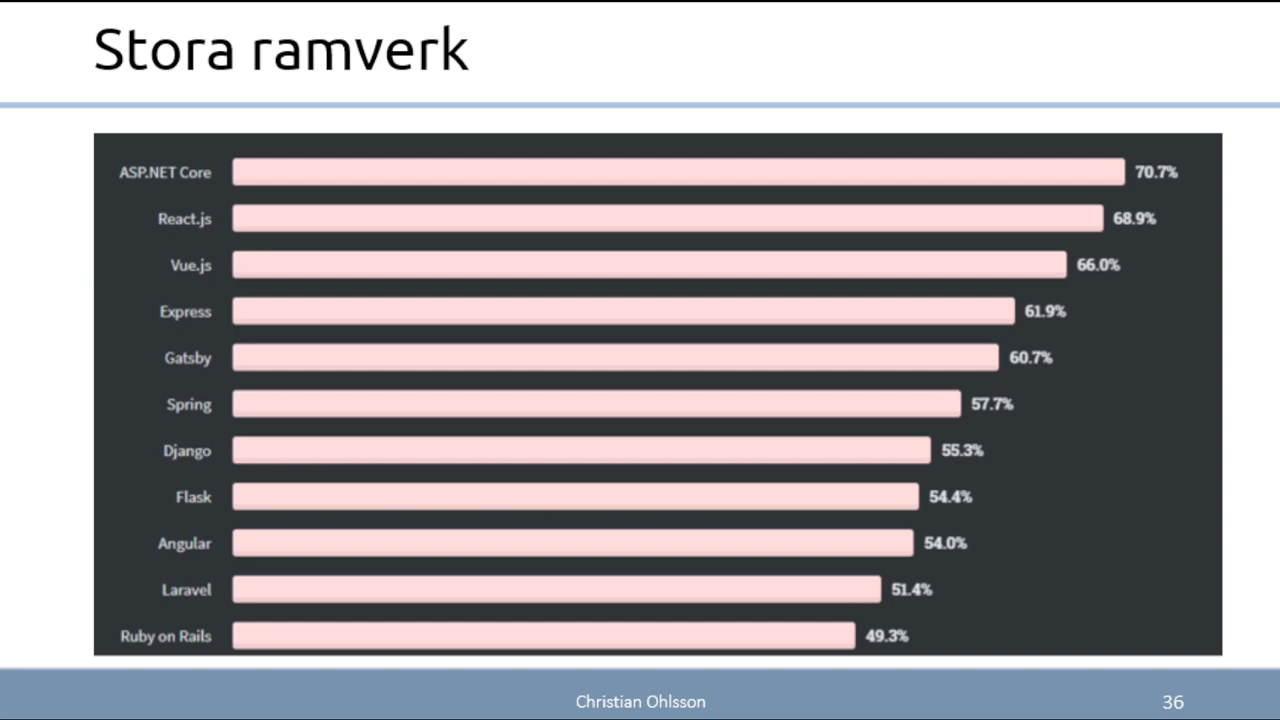 Stora ramverk
ASP.NET Core 70.7%
React.js 68.9%
Vue.js 66.0%
Express 61.9%
Gatsby 60.7%
Spring 57.7%
Django 55.3%
Flask 54.4%
Angular 54.0%
Laravel 51.4%
Ruby on Rails 49.3%
Christian Ohlsson 36